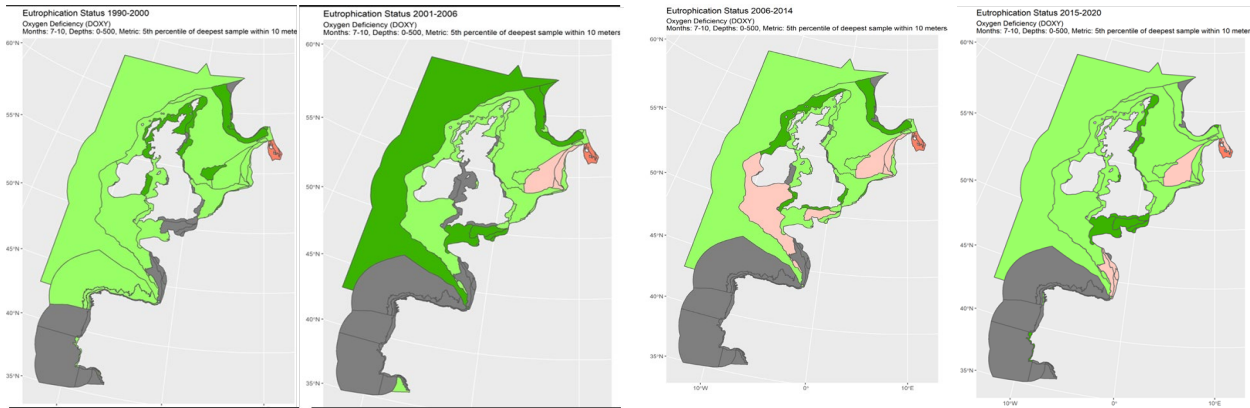 Eutrophication Status 1990-2000
Oxygen Deficiency (DOXY)
Months: 7-10, Depths: 0-500, Metric: 5th percentile of deepest sample within 10 mete
60°N
55°N
50°N
45°N
40°N
35°N
Eutrophication Status 2001-2006
Oxygen Deficiency (DOXY)
Months: 7-10, Depths: 0-500, Metric: 5th percentile of deepest sample within 10 meters
60°N
55°N
50°N
45°N
40°N
35°N
Eutrophication Status 2006-2014
Oxygen Deficiency (DOXY)
Months: 7-10, Depths: 0-500, Metric: 5th percentile of deepest sample within 10 meters
60°N
55°N
50°N
45°N
40°N
35°N
10°W
0°
10°E
Eutrophication Status 2015-2020
Oxygen Deficiency (DOXY)
Months: 7-10, Depths: 0-500, Metric: 5th percentile of deepest sample within 10 meter
60°N
55°N
50°N
45°N
40°N
35°N
10°W
0°
10°E